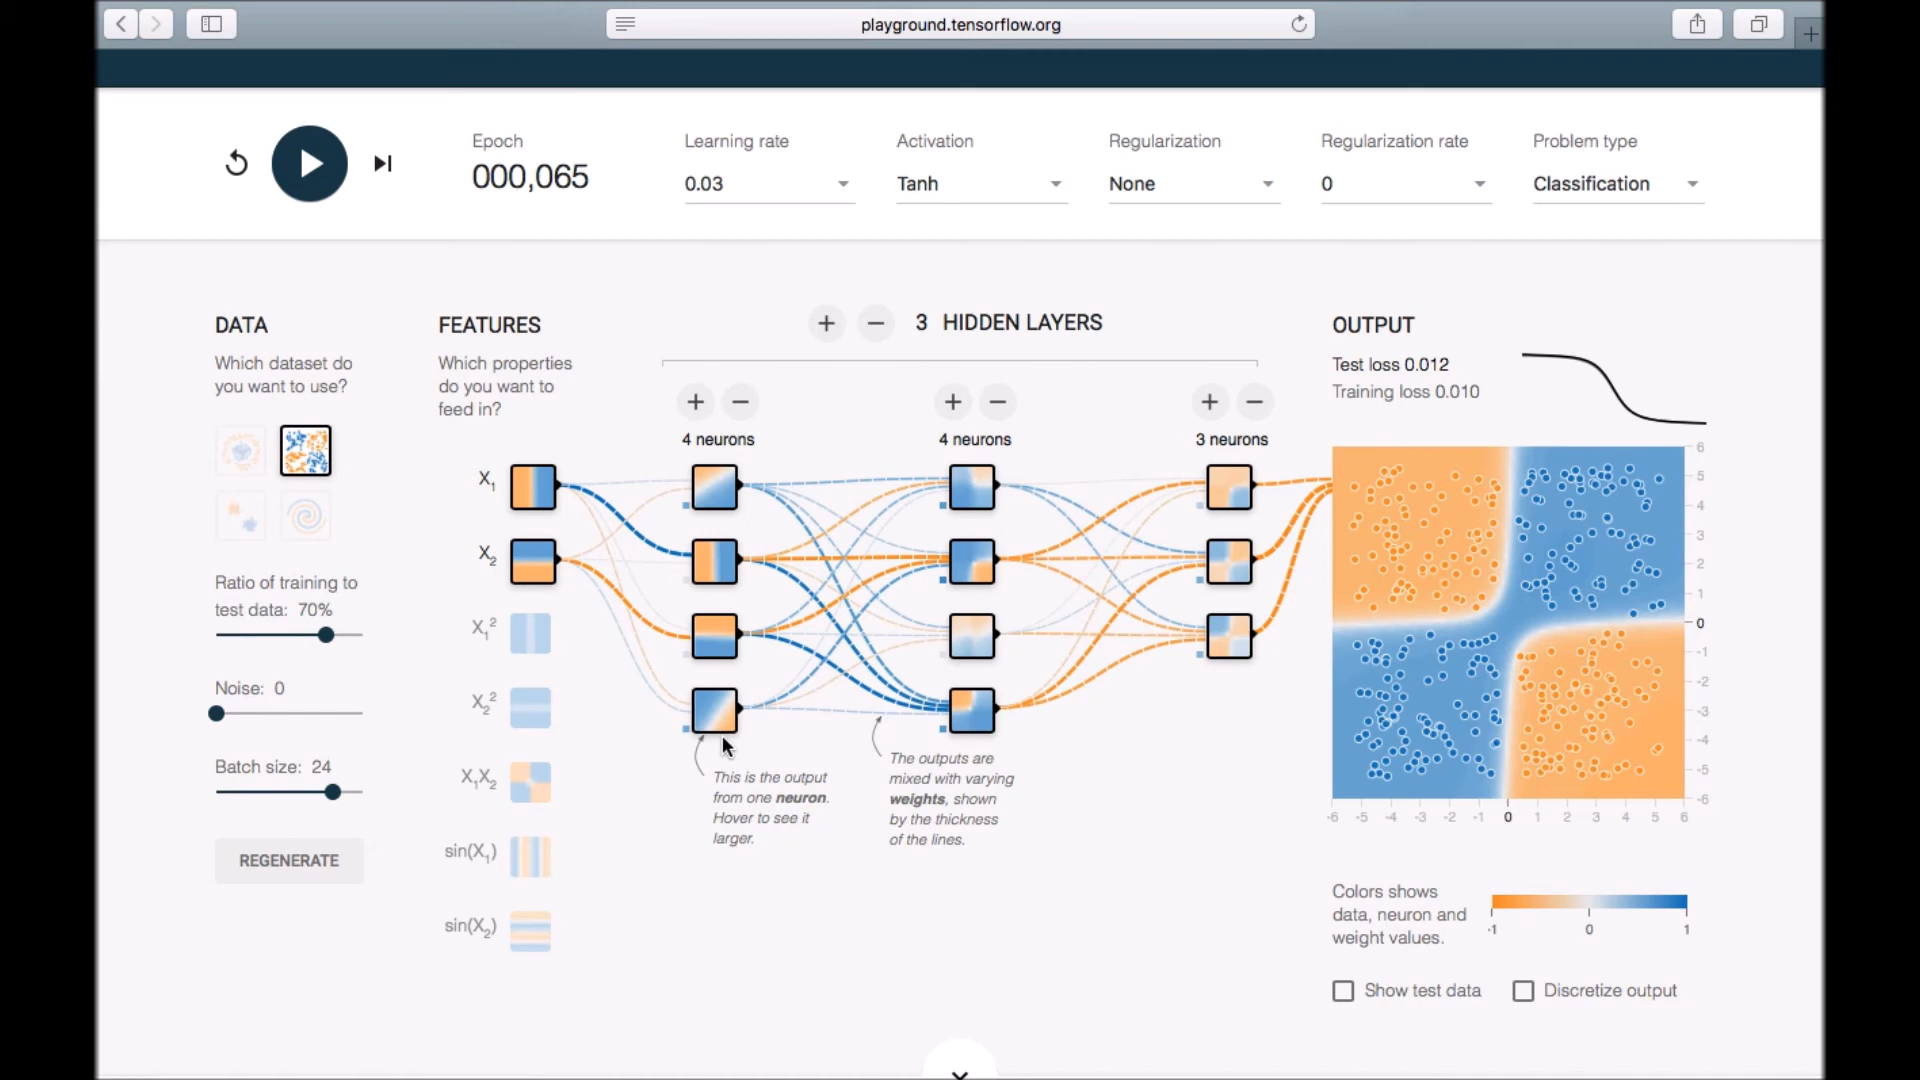 playground.tensorflow.org
Epoch
000,065
Learning rate
0.03
Activation
Tanh
Regularization
None
Regularization rate
0
Problem type
Classification
DATA
Which dataset do
you want to use?
Ratio of training to
test data: 70%
Noise: 0
Batch size: 24
REGENERATE
FEATURES
Which properties
do you want to
feed in?
X₁
X₂
X₁²
X₂²
X₁X₂
sin(X₁)
sin(X₂)
+ − 3 HIDDEN LAYERS
+ −
4 neurons
+ −
4 neurons
+ −
3 neurons
This is the output
from one neuron.
Hover to see it
larger.
The outputs are
mixed with varying
weights, shown
by the thickness
of the lines.
OUTPUT
Test loss 0.012
Training loss 0.010
6
5
4
3
2
1
0
-1
-2
-3
-4
-5
-6
-6 -5 -4 -3 -2 -1 0 1 2 3 4 5 6
Colors shows
data, neuron and
weight values.
-1 0 1
Show test data
Discretize output